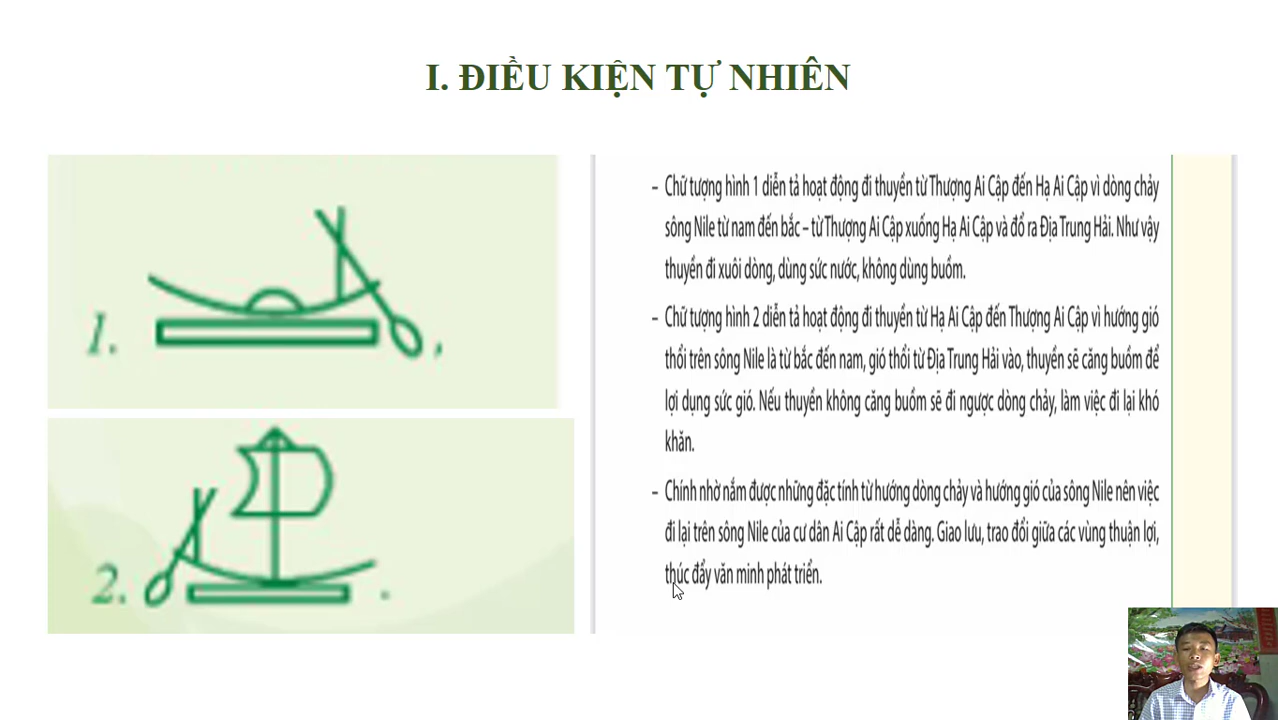 I. ĐIỀU KIỆN TỰ NHIÊN
1. ,
2. .
– Chữ tượng hình 1 diễn tả hoạt động đi thuyền từ Thượng Ai Cập đến Hạ Ai Cập vì dòng chảy
sông Nile từ nam đến bắc – từ Thượng Ai Cập xuống Hạ Ai Cập và đổ ra Địa Trung Hải. Như vậy
thuyền đi xuôi dòng, dùng sức nước, không dùng buồm.
– Chữ tượng hình 2 diễn tả hoạt động đi thuyền từ Hạ Ai Cập đến Thượng Ai Cập vì hướng gió
thổi trên sông Nile là từ bắc đến nam, gió thổi từ Địa Trung Hải vào, thuyền sẽ căng buồm để
lợi dụng sức gió. Nếu thuyền không căng buồm sẽ đi ngược dòng chảy, làm việc đi lại khó
khăn.
– Chính nhờ nắm được những đặc tính từ hướng dòng chảy và hướng gió của sông Nile nên việc
đi lại trên sông Nile của cư dân Ai Cập rất dễ dàng. Giao lưu, trao đổi giữa các vùng thuận lợi,
thúc đẩy văn minh phát triển.